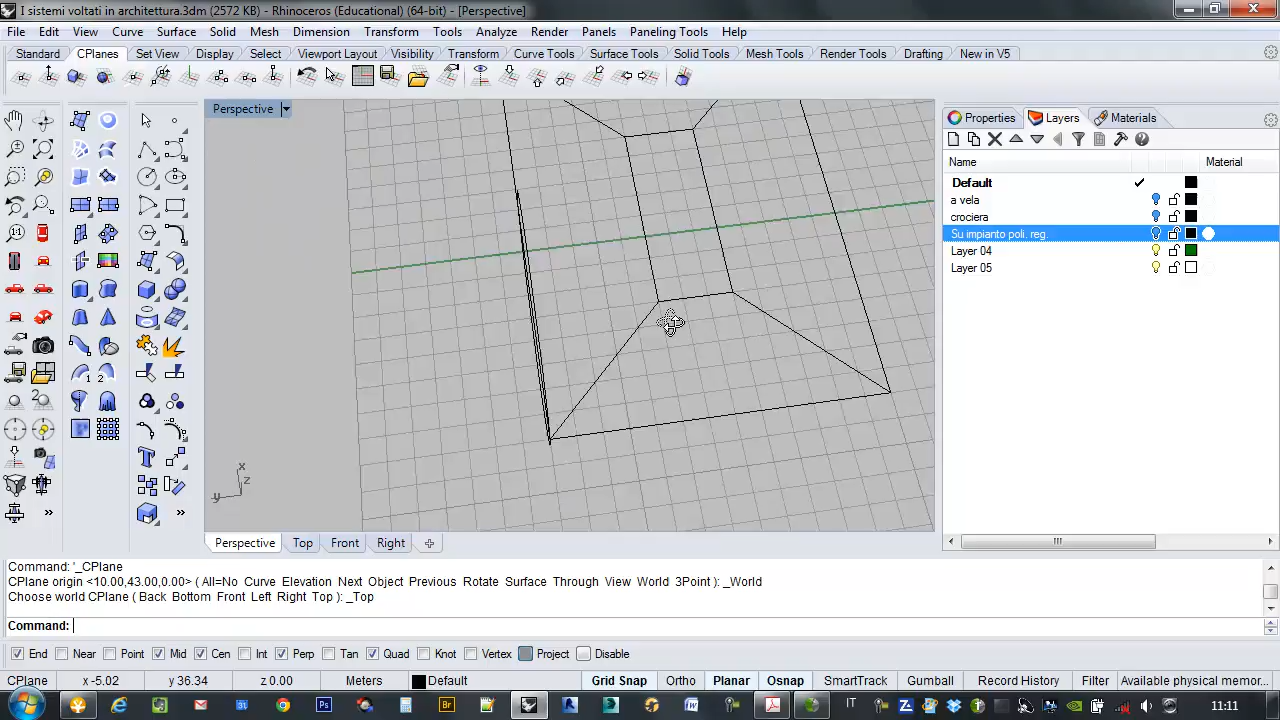 I sistemi voltati in architettura.3dm (2572 KB) - Rhinoceros (Educational) (64-bit) - [Perspective]
File Edit View Curve Surface Solid Mesh Dimension Transform Tools Analyze Render Panels Paneling Tools Help
Standard CPlanes Set View Display Select Viewport Layout Visibility Transform Curve Tools Surface Tools Solid Tools Mesh Tools Render Tools Drafting New in V5
Perspective
Properties Layers Materials
Name Material
Default
a vela
crociera
Su impianto poli. reg.
Layer 04
Layer 05
x
z
y
Perspective Top Front Right
Command: '_CPlane
CPlane origin <10.00,43.00,0.00> ( All=No Curve Elevation Next Object Previous Rotate Surface Through View World 3Point ): _World
Choose world CPlane ( Back Bottom Front Left Right Top ): _Top
Command:
End Near Point Mid Cen Int Perp Tan Quad Knot Vertex Project Disable
CPlane x -5.02 y 36.34 z 0.00 Meters Default Grid Snap Ortho Planar Osnap SmartTrack Gumball Record History Filter Available physical memor...
IT 11:11